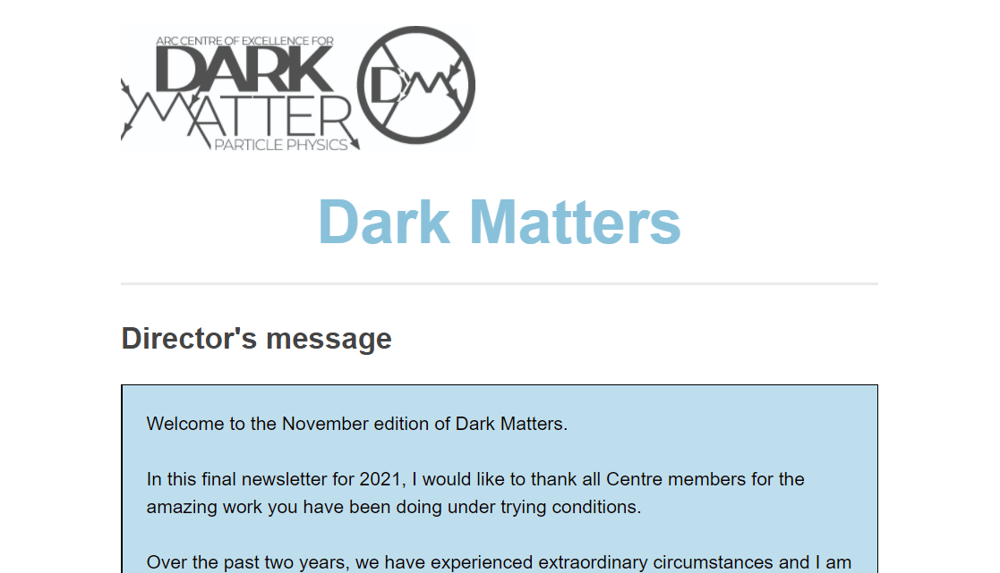 ARC CENTRE OF EXCELLENCE FOR
DARK
MATTER
PARTICLE PHYSICS
DM
Dark Matters
Director's message
Welcome to the November edition of Dark Matters.
In this final newsletter for 2021, I would like to thank all Centre members for the
amazing work you have been doing under trying conditions.
Over the past two years, we have experienced extraordinary circumstances and I am